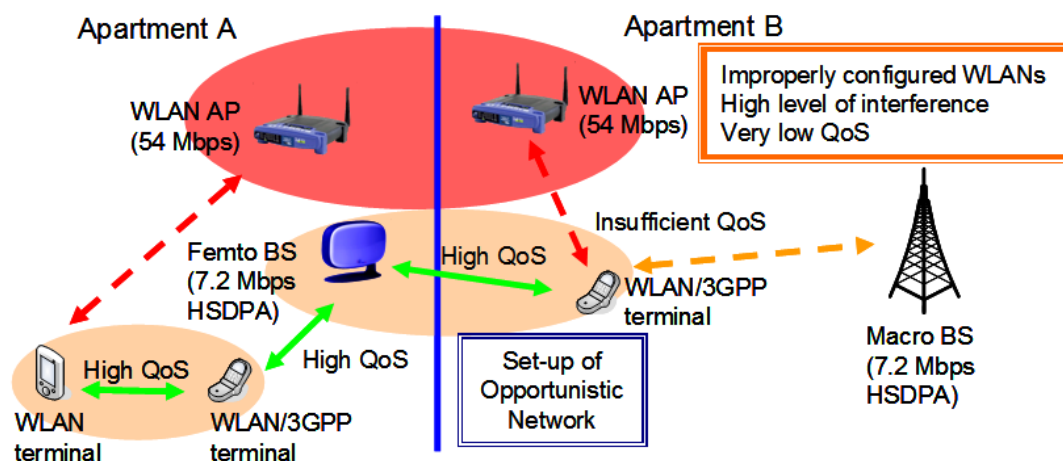 Apartment A
Apartment B
WLAN AP
(54 Mbps)
WLAN AP
(54 Mbps)
Improperly configured WLANs
High level of interference
Very low QoS
Insufficient QoS
Femto BS
(7.2 Mbps
HSDPA)
High QoS
WLAN/3GPP
terminal
High QoS
High QoS
WLAN
terminal
WLAN/3GPP
terminal
Set-up of
Opportunistic
Network
Macro BS
(7.2 Mbps
HSDPA)